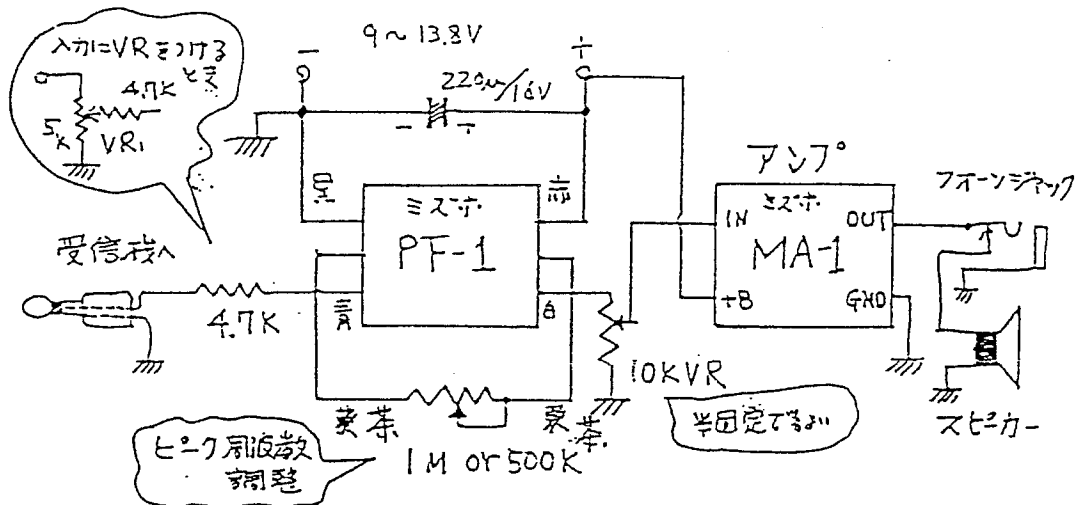 入力にVRをつける
とき
4.7K
5K
VR1
9~13.8V
−
+
220μ/16V
−
+
黒
赤
ミズホ
PF-1
青
白
受信機へ
4.7K
黄茶
黄茶
1M or 500K
ピーク周波数
調整
10KVR
半固定でもよい
アンプ
IN
ミズホ
OUT
MA-1
+B
GND
フォーンジャック
スピーカー